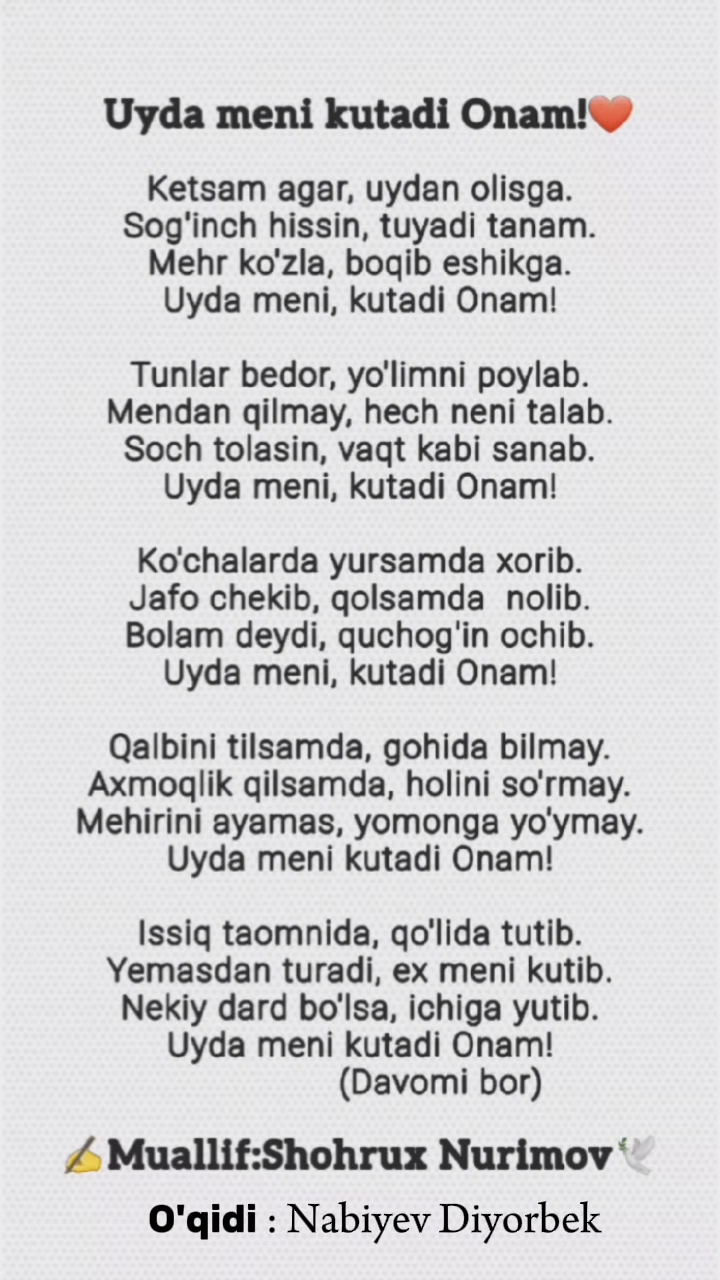 Uyda meni kutadi Onam!❤️
Ketsam agar, uydan olisga.
Sog'inch hissin, tuyadi tanam.
Mehr ko'zla, boqib eshikga.
Uyda meni, kutadi Onam!
Tunlar bedor, yo'limni poylab.
Mendan qilmay, hech neni talab.
Soch tolasin, vaqt kabi sanab.
Uyda meni, kutadi Onam!
Ko'chalarda yursamda xorib.
Jafo chekib, qolsamda  nolib.
Bolam deydi, quchog'in ochib.
Uyda meni, kutadi Onam!
Qalbini tilsamda, gohida bilmay.
Axmoqlik qilsamda, holini so'rmay.
Mehirini ayamas, yomonga yo'ymay.
Uyda meni kutadi Onam!
Issiq taomnida, qo'lida tutib.
Yemasdan turadi, ex meni kutib.
Nekiy dard bo'lsa, ichiga yutib.
Uyda meni kutadi Onam!
(Davomi bor)
✍️Muallif:Shohrux Nurimov🕊️
O'qidi : Nabiyev Diyorbek